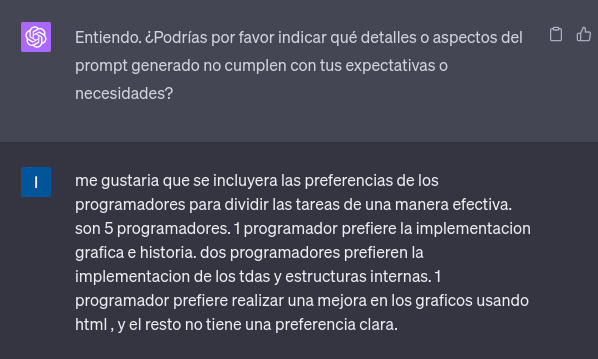 Entiendo. ¿Podrías por favor indicar qué detalles o aspectos del
prompt generado no cumplen con tus expectativas o
necesidades?
I
me gustaria que se incluyera las preferencias de los
programadores para dividir las tareas de una manera efectiva.
son 5 programadores. 1 programador prefiere la implementacion
grafica e historia. dos programadores prefieren la
implementacion de los tdas y estructuras internas. 1
programador prefiere realizar una mejora en los graficos usando
html , y el resto no tiene una preferencia clara.